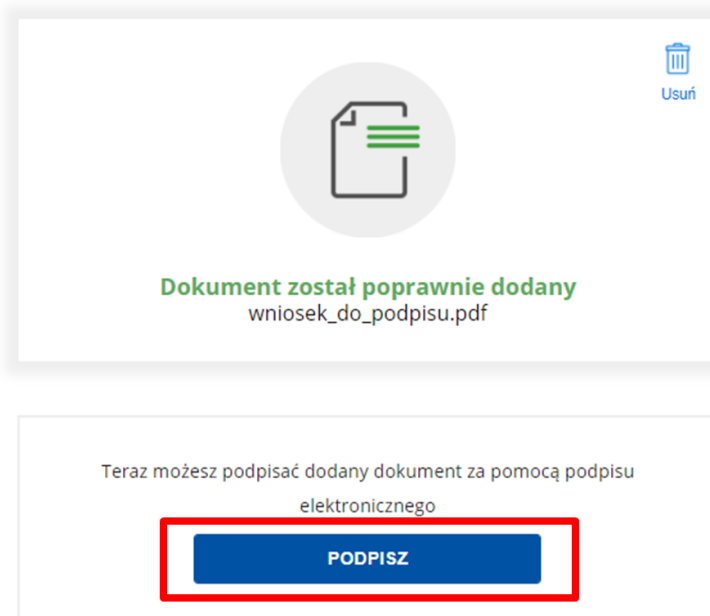 Usuń
Dokument został poprawnie dodany
wniosek_do_podpisu.pdf
Teraz możesz podpisać dodany dokument za pomocą podpisu
elektronicznego
PODPISZ